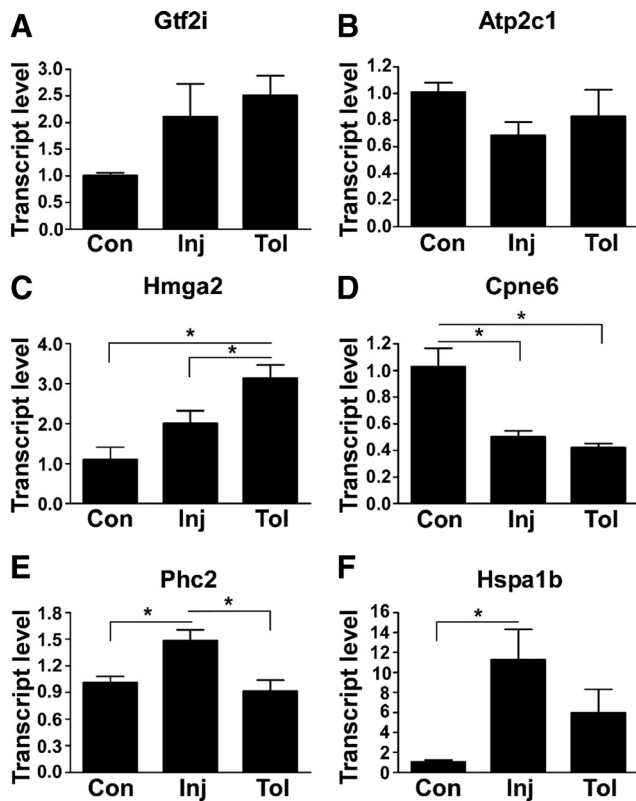 A
Gtf2i
Transcript level
3.0
2.5
2.0
1.5
1.0
0.5
0.0
Con Inj Tol
B
Atp2c1
Transcript level
1.0
0.8
0.6
0.4
0.2
0.0
Con Inj Tol
C
Hmga2
Transcript level
4.0
3.0
2.0
1.0
0.0
* 
*
Con Inj Tol
D
Cpne6
Transcript level
1.2
1.0
0.8
0.6
0.4
0.2
0.0
*
*
Con Inj Tol
E
Phc2
Transcript level
1.8
1.5
1.2
0.9
0.6
0.3
0.0
* *
Con Inj Tol
F
Hspa1b
Transcript level
16
14
12
10
8
6
4
2
0
*
Con Inj Tol